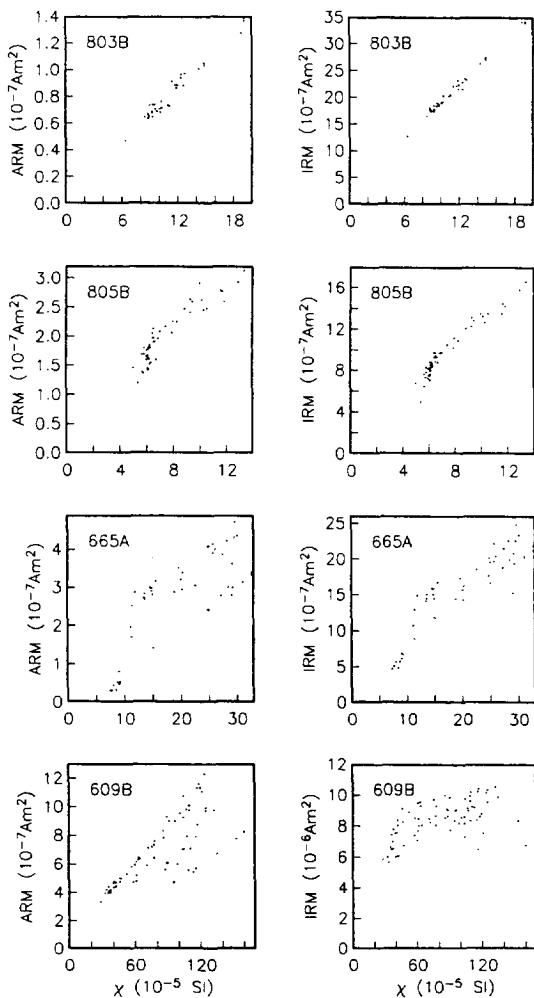 1.4
1.2
1.0
0.8
0.6
0.4
0.2
0.0
ARM (10⁻⁷Am²)
803B
0 6 12 18
35
30
25
20
15
10
5
0
IRM (10⁻⁷Am²)
803B
0 6 12 18
3.0
2.5
2.0
1.5
1.0
0.5
0.0
ARM (10⁻⁷Am²)
805B
0 4 8 12
16
12
8
4
0
IRM (10⁻⁷Am²)
805B
0 4 8 12
4
3
2
1
0
ARM (10⁻⁷Am²)
665A
0 10 20 30
25
20
15
10
5
0
IRM (10⁻⁷Am²)
665A
0 10 20 30
12
10
8
6
4
2
0
ARM (10⁻⁷Am²)
609B
0 60 120
χ (10⁻⁵ SI)
12
10
8
6
4
2
0
IRM (10⁻⁶Am²)
609B
0 60 120
χ (10⁻⁵ SI)